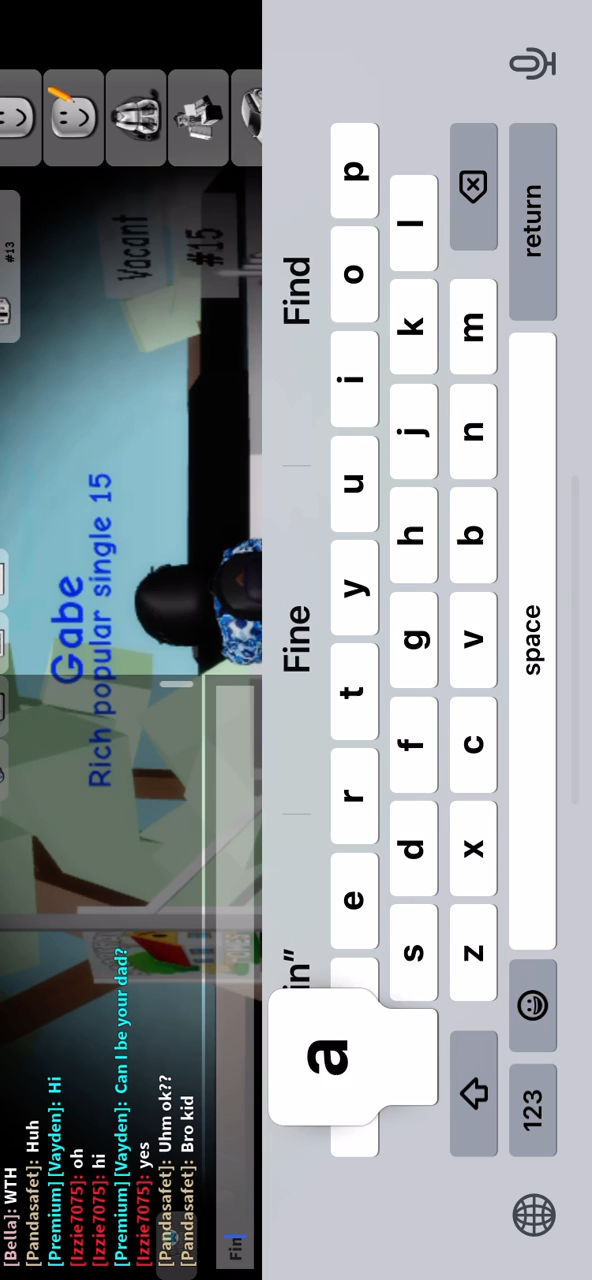 #13
Vacant
#15
Gabe
Rich popular single 15
[Bella]: WTH
[Pandasafet]: Huh
[Premium] [Vayden]: Hi
[Izzie7075]: oh
[Izzie7075]: hi
[Premium] [Vayden]: Can I be your dad?
[Izzie7075]: yes
[Pandasafet]: Uhm ok??
[Pandasafet]: Bro kid
Fin
in” Fine Find
e r t y u i o p
a s d f g h j k l
z x c v b n m
123 space return